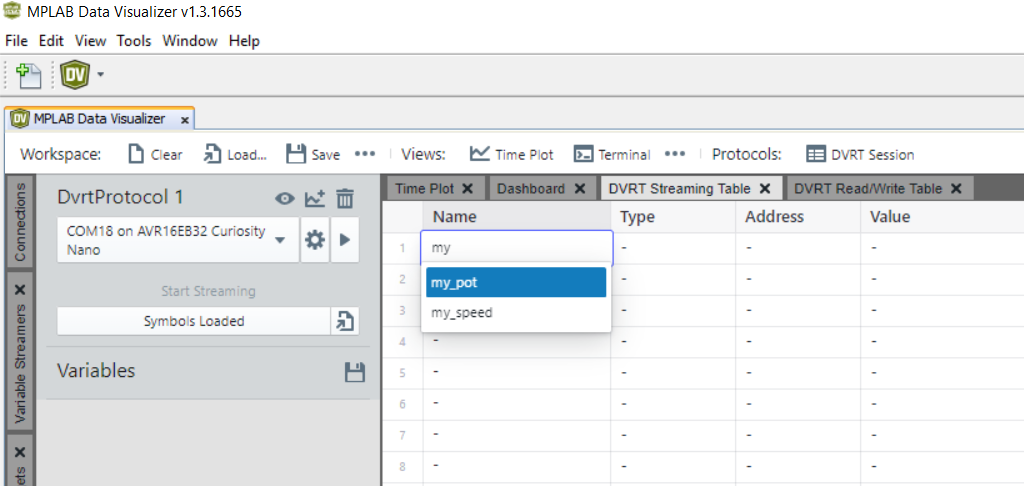 MPLAB Data Visualizer v1.3.1665
File Edit View Tools Window Help
DV
DV MPLAB Data Visualizer x
Workspace: Clear Load... Save ••• Views: Time Plot Terminal ••• Protocols: DVRT Session
Connections
Variable Streamers
DvrtProtocol 1
COM18 on AVR16EB32 Curiosity
Nano
Start Streaming
Symbols Loaded
Variables
Time Plot Dashboard DVRT Streaming Table DVRT Read/Write Table
Name Type Address Value
1 my - - -
2 my_pot - - -
3 my_speed - - -
4 - - - -
5 - - - -
6 - - - -
7 - - - -
8 - - - -